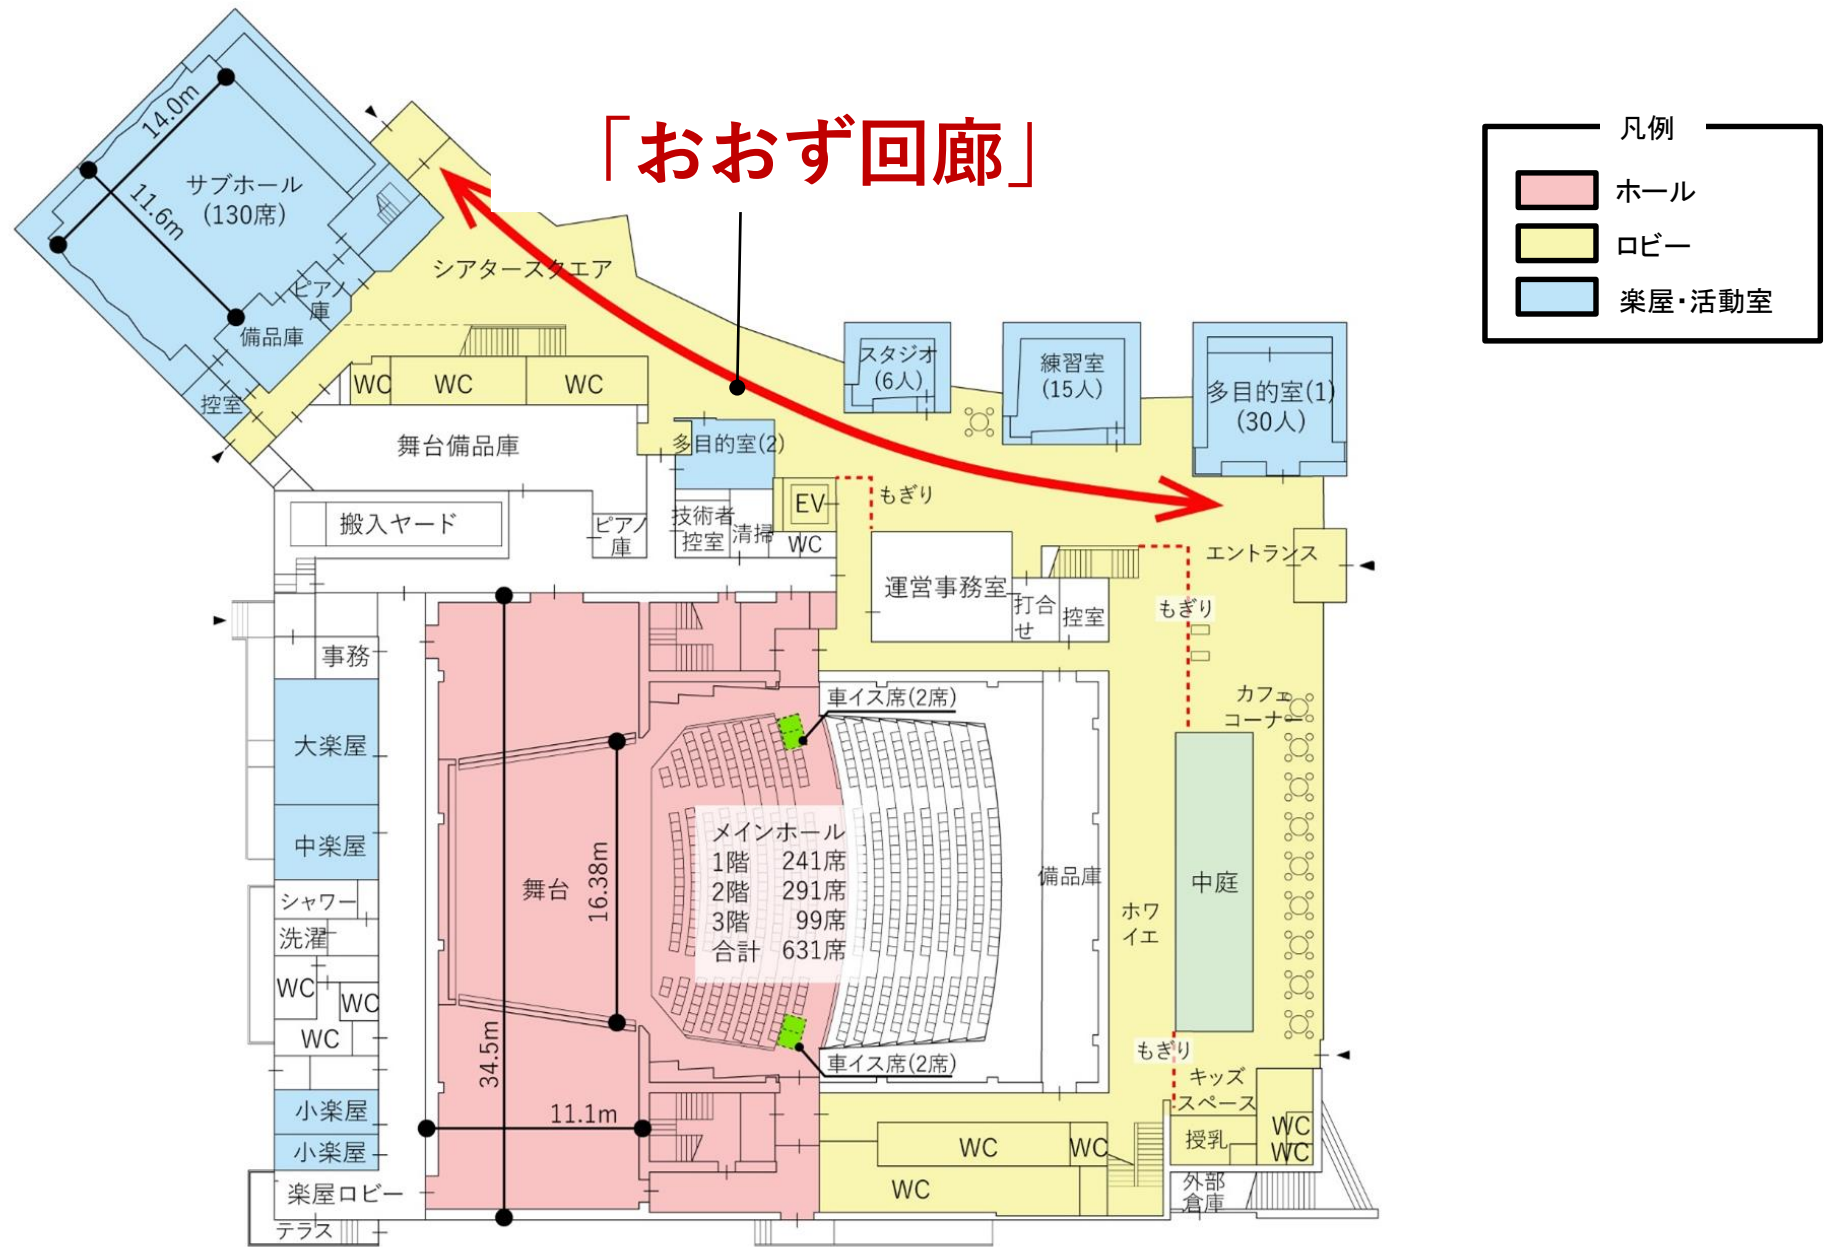 「おおず回廊」
凡例
ホール
ロビー
楽屋・活動室
14.0m
11.6m
サブホール
(130席)
ピアノ
庫
備品庫
控室
シアタースクエア
WC
WC
WC
スタジオ
(6人)
練習室
(15人)
多目的室(1)
(30人)
舞台備品庫
多目的室(2)
搬入ヤード
ピアノ
庫
技術者
控室
清掃
EV
WC
もぎり
運営事務室
打合
せ
控室
エントランス
もぎり
事務
大楽屋
中楽屋
シャワー
洗濯
WC
WC
WC
小楽屋
小楽屋
楽屋ロビー
テラス
舞台
16.38m
34.5m
11.1m
車イス席(2席)
メインホール
1階 241席
2階 291席
3階 99席
合計 631席
車イス席(2席)
備品庫
ホワ
イエ
カフェ
コーナー
中庭
もぎり
キッズ
スペース
授乳
WC
WC
WC
WC
WC
外部
倉庫